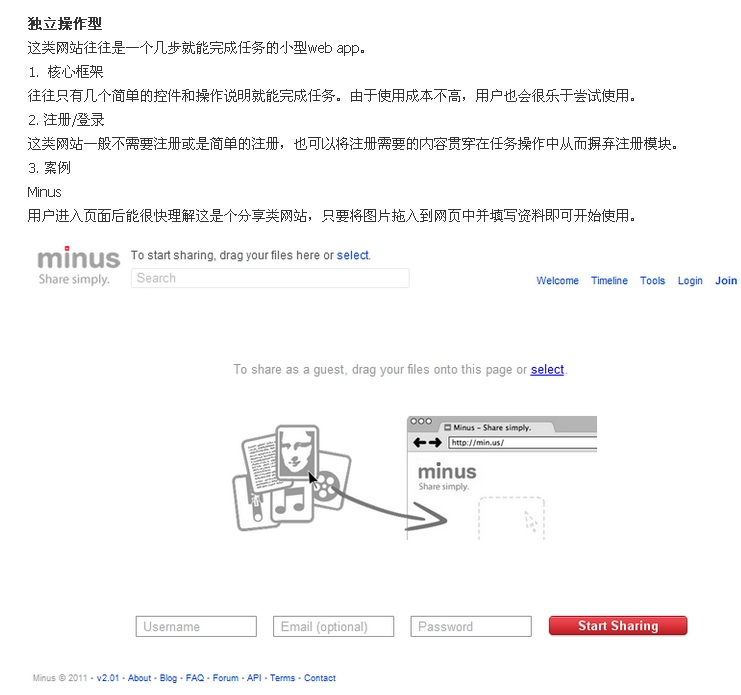 独立操作型
这类网站往往是一个几步就能完成任务的小型web app。
1. 核心框架
往往只有几个简单的控件和操作说明就能完成任务。由于使用成本不高，用户也会很乐于尝试使用。
2. 注册/登录
这类网站一般不需要注册或是简单的注册，也可以将注册需要的内容贯穿在任务操作中从而摒弃注册模块。
3. 案例
Minus
用户进入页面后能很快理解这是个分享类网站，只要将图片拖入到网页中并填写资料即可开始使用。
minus To start sharing, drag your files here or select.
Share simply. Search
Welcome Timeline Tools Login Join
To share as a guest, drag your files onto this page or select.
Minus - Share simply.
http://min.us/
minus
Share simply.
Username Email (optional) Password Start Sharing
Minus © 2011 - v2.01 - About - Blog - FAQ - Forum - API - Terms - Contact